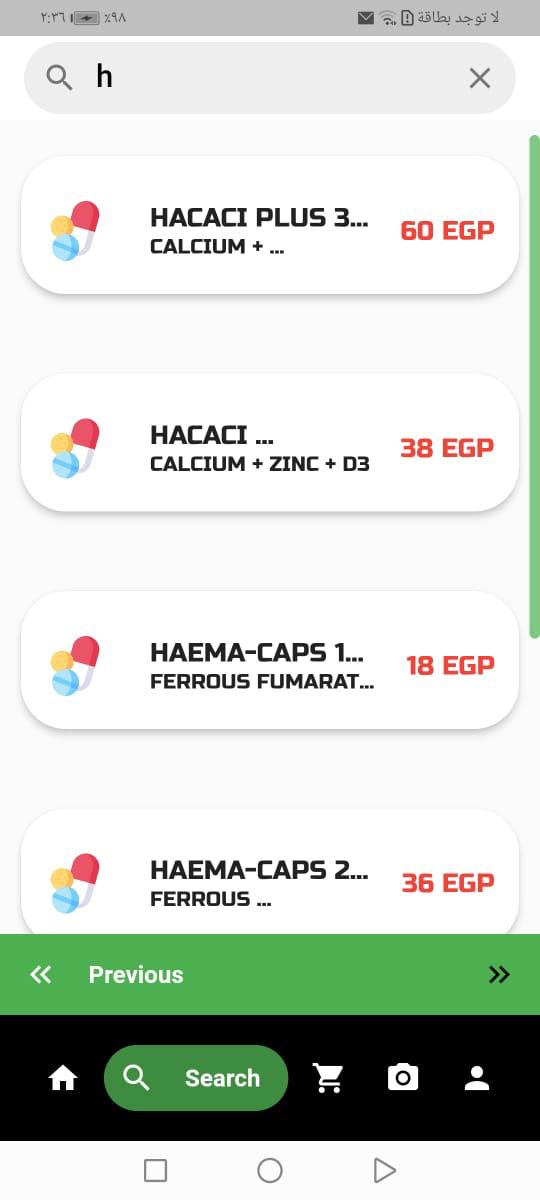 لا توجد بطاقة ٪٩٨ ٢:٣٦
h
HACACI PLUS 3...
CALCIUM + ...
60 EGP
HACACI ...
CALCIUM + ZINC + D3
38 EGP
HAEMA-CAPS 1...
FERROUS FUMARAT...
18 EGP
HAEMA-CAPS 2...
FERROUS ...
36 EGP
Previous
Search